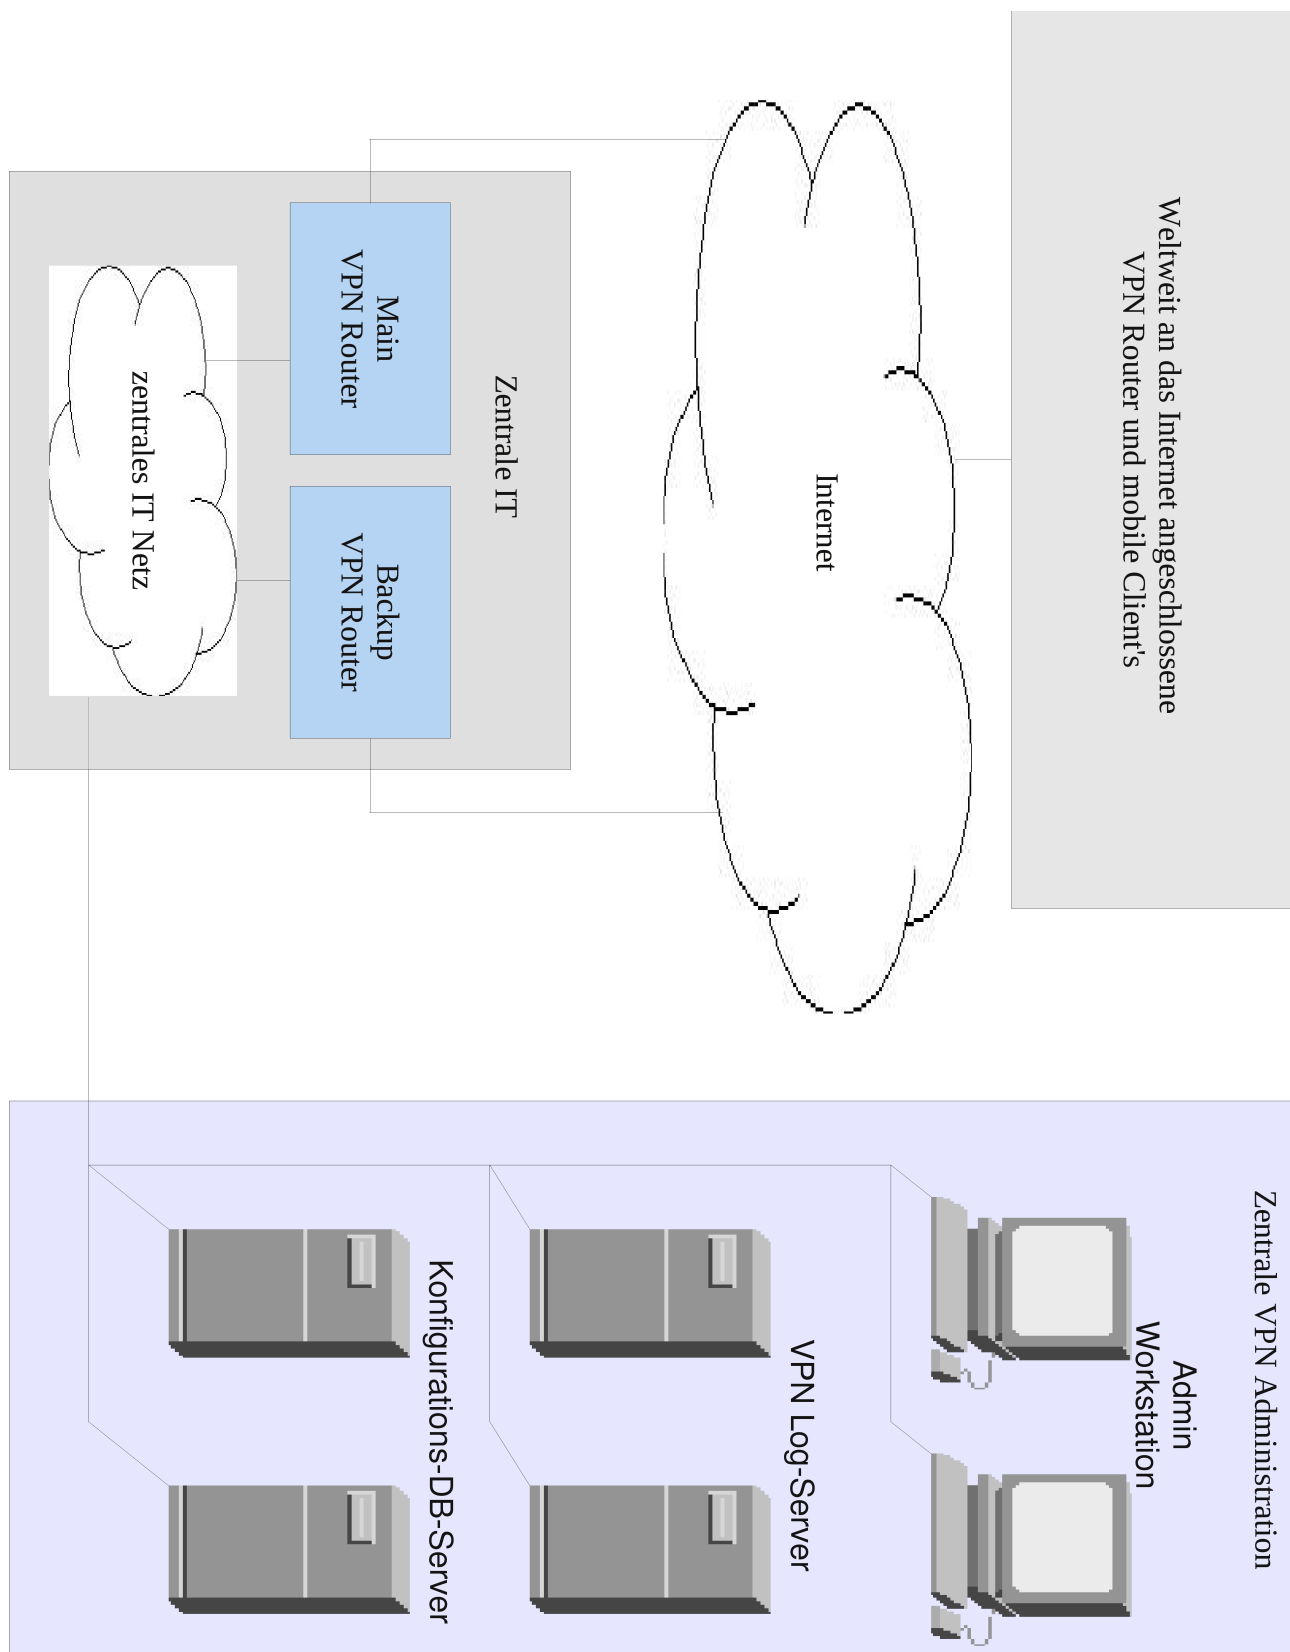 Weltweit an das Internet angeschlossene
VPN Router und mobile Client's
Internet
Zentrale IT
Main
VPN Router
Backup
VPN Router
zentrales IT Netz
Zentrale VPN Administration
Admin
Workstation
VPN Log-Server
Konfigurations-DB-Server